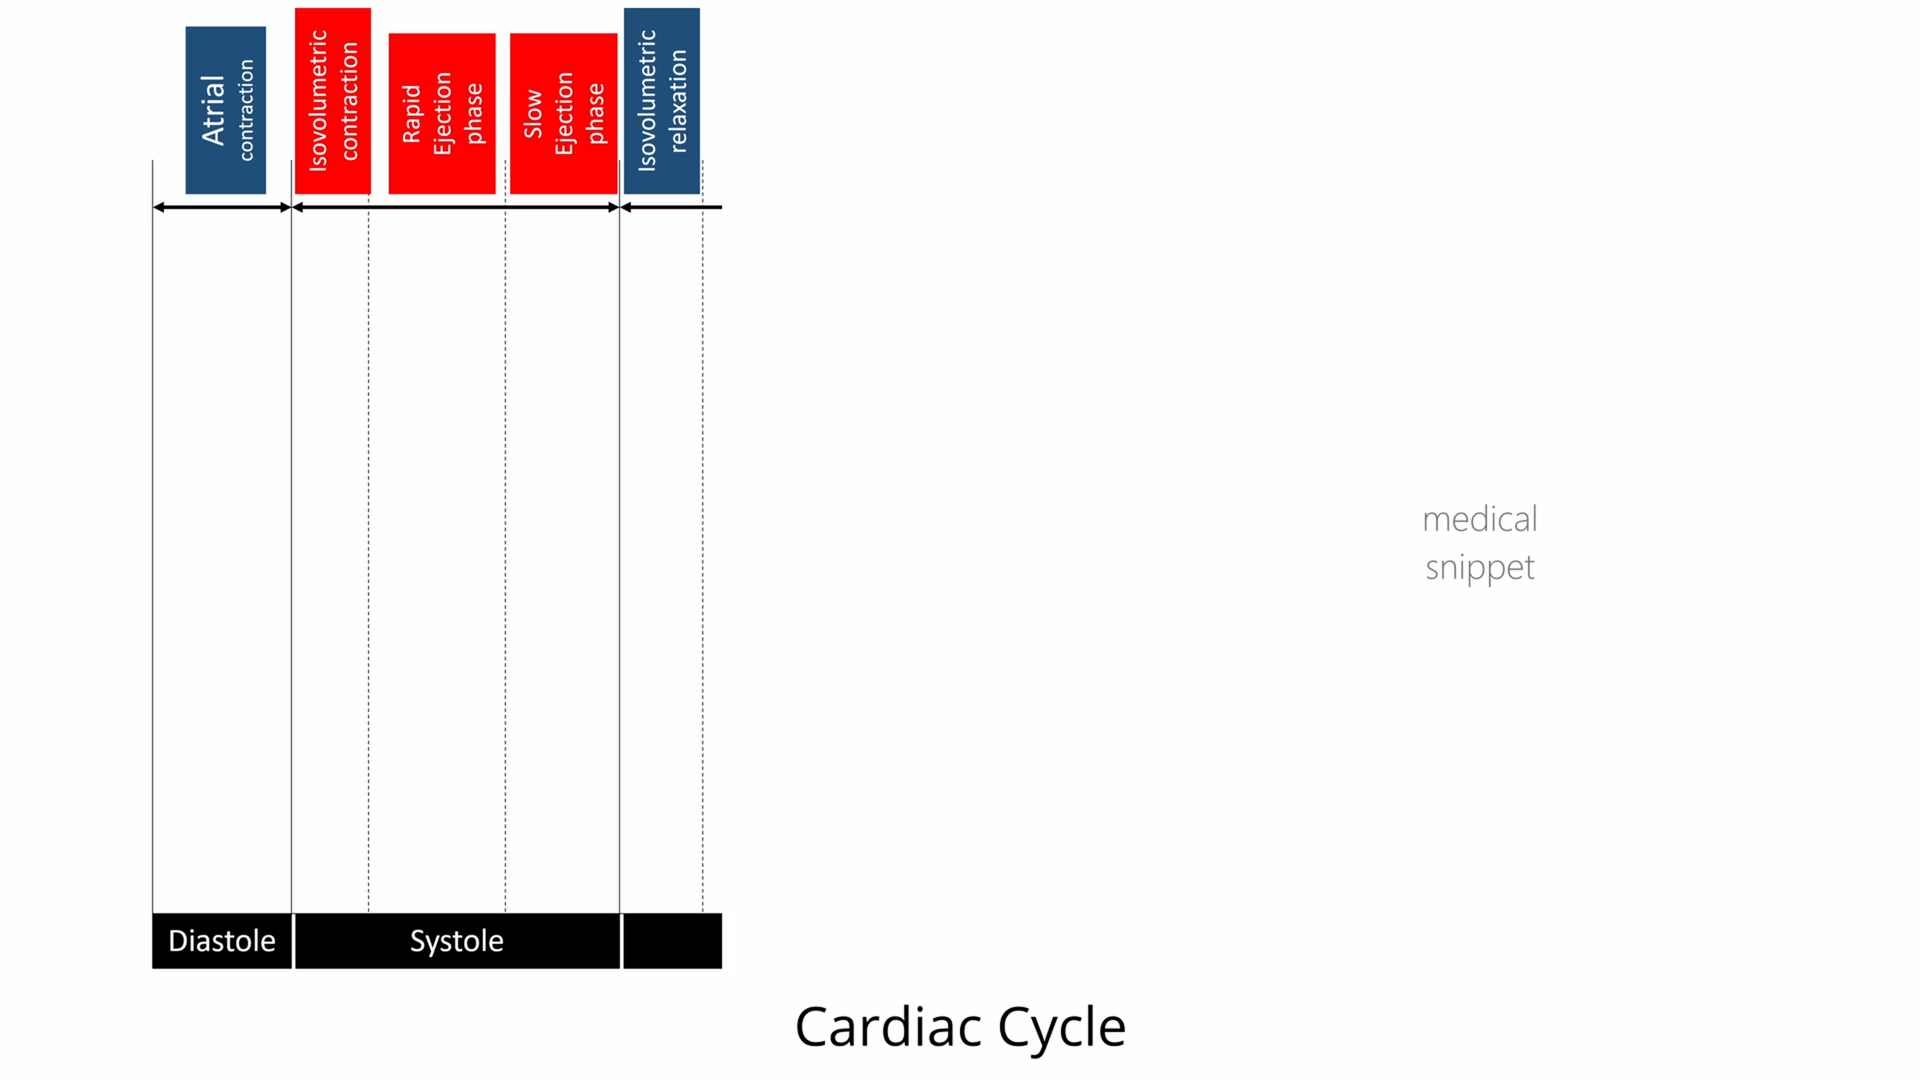 Atrial
contraction
Isovolumetric
contraction
Rapid
Ejection
phase
Slow
Ejection
phase
Isovolumetric
relaxation
medical
snippet
Diastole
Systole
Cardiac Cycle